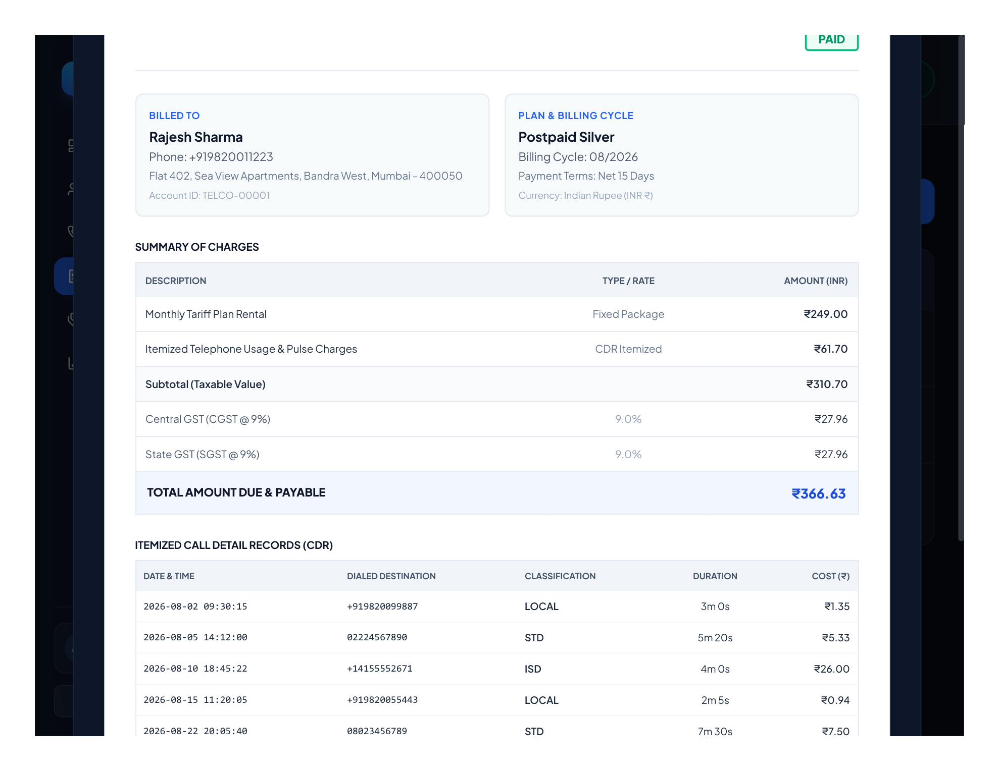 PAID
BILLED TO
Rajesh Sharma
Phone: +919820011223
Flat 402, Sea View Apartments, Bandra West, Mumbai - 400050
Account ID: TELCO-00001
PLAN & BILLING CYCLE
Postpaid Silver
Billing Cycle: 08/2026
Payment Terms: Net 15 Days
Currency: Indian Rupee (INR ₹)
SUMMARY OF CHARGES
DESCRIPTION TYPE / RATE AMOUNT (INR)
Monthly Tariff Plan Rental Fixed Package ₹249.00
Itemized Telephone Usage & Pulse Charges CDR Itemized ₹61.70
Subtotal (Taxable Value) ₹310.70
Central GST (CGST @ 9%) 9.0% ₹27.96
State GST (SGST @ 9%) 9.0% ₹27.96
TOTAL AMOUNT DUE & PAYABLE ₹366.63
ITEMIZED CALL DETAIL RECORDS (CDR)
DATE & TIME DIALED DESTINATION CLASSIFICATION DURATION COST (₹)
2026-08-02 09:30:15 +919820099887 LOCAL 3m 0s ₹1.35
2026-08-05 14:12:00 02224567890 STD 5m 20s ₹5.33
2026-08-10 18:45:22 +14155552671 ISD 4m 0s ₹26.00
2026-08-15 11:20:05 +919820055443 LOCAL 2m 5s ₹0.94
2026-08-22 20:05:40 08023456789 STD 7m 30s ₹7.50